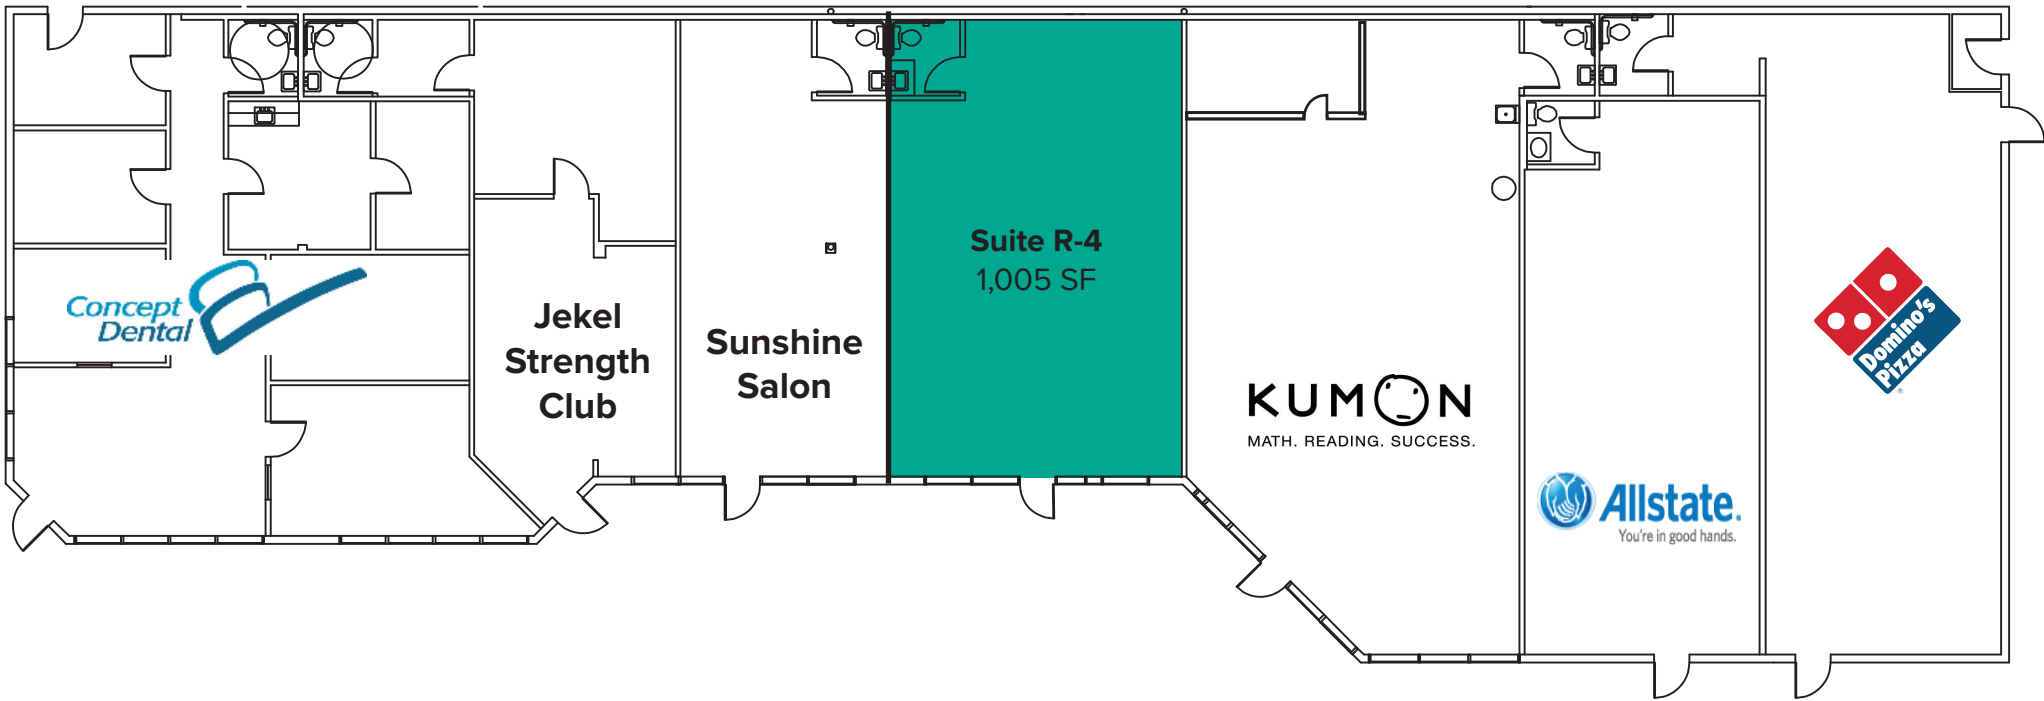 Concept
Dental
Jekel
Strength
Club
Sunshine
Salon
Suite R-4
1,005 SF
KUMON
MATH. READING. SUCCESS.
Allstate.
You're in good hands.
Domino's
Pizza
®